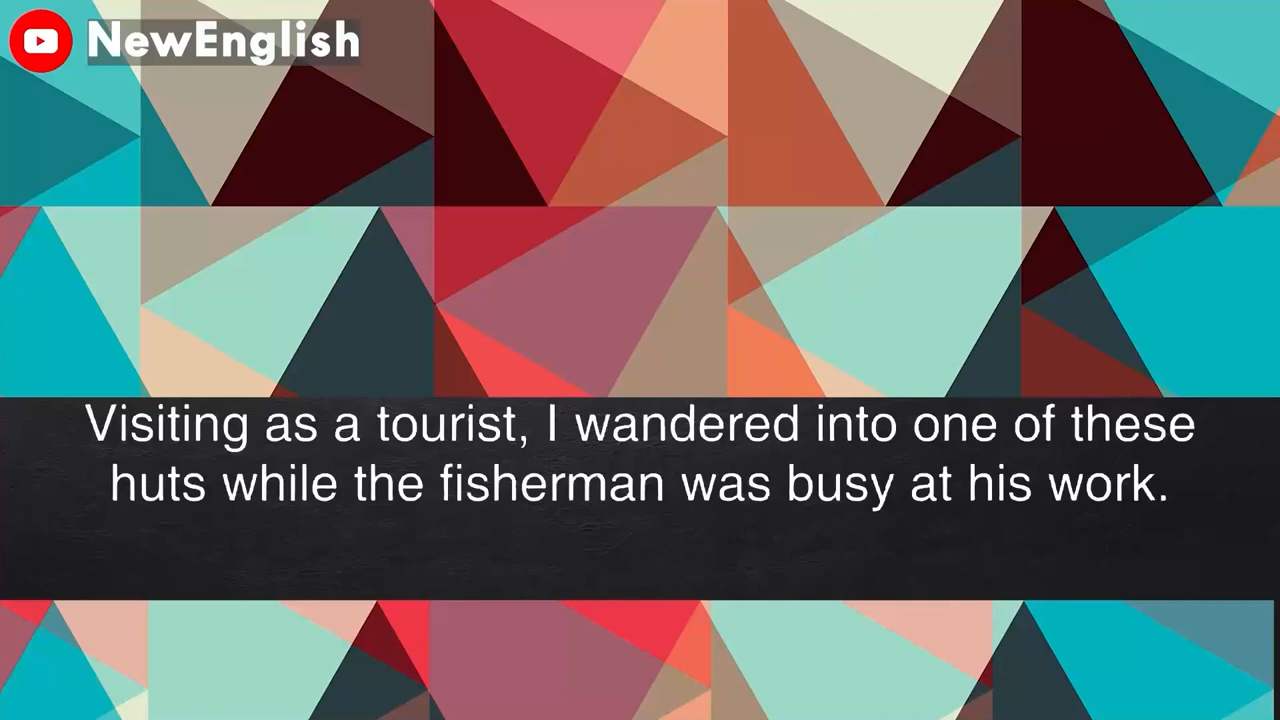 NewEnglish
Visiting as a tourist, I wandered into one of these
huts while the fisherman was busy at his work.